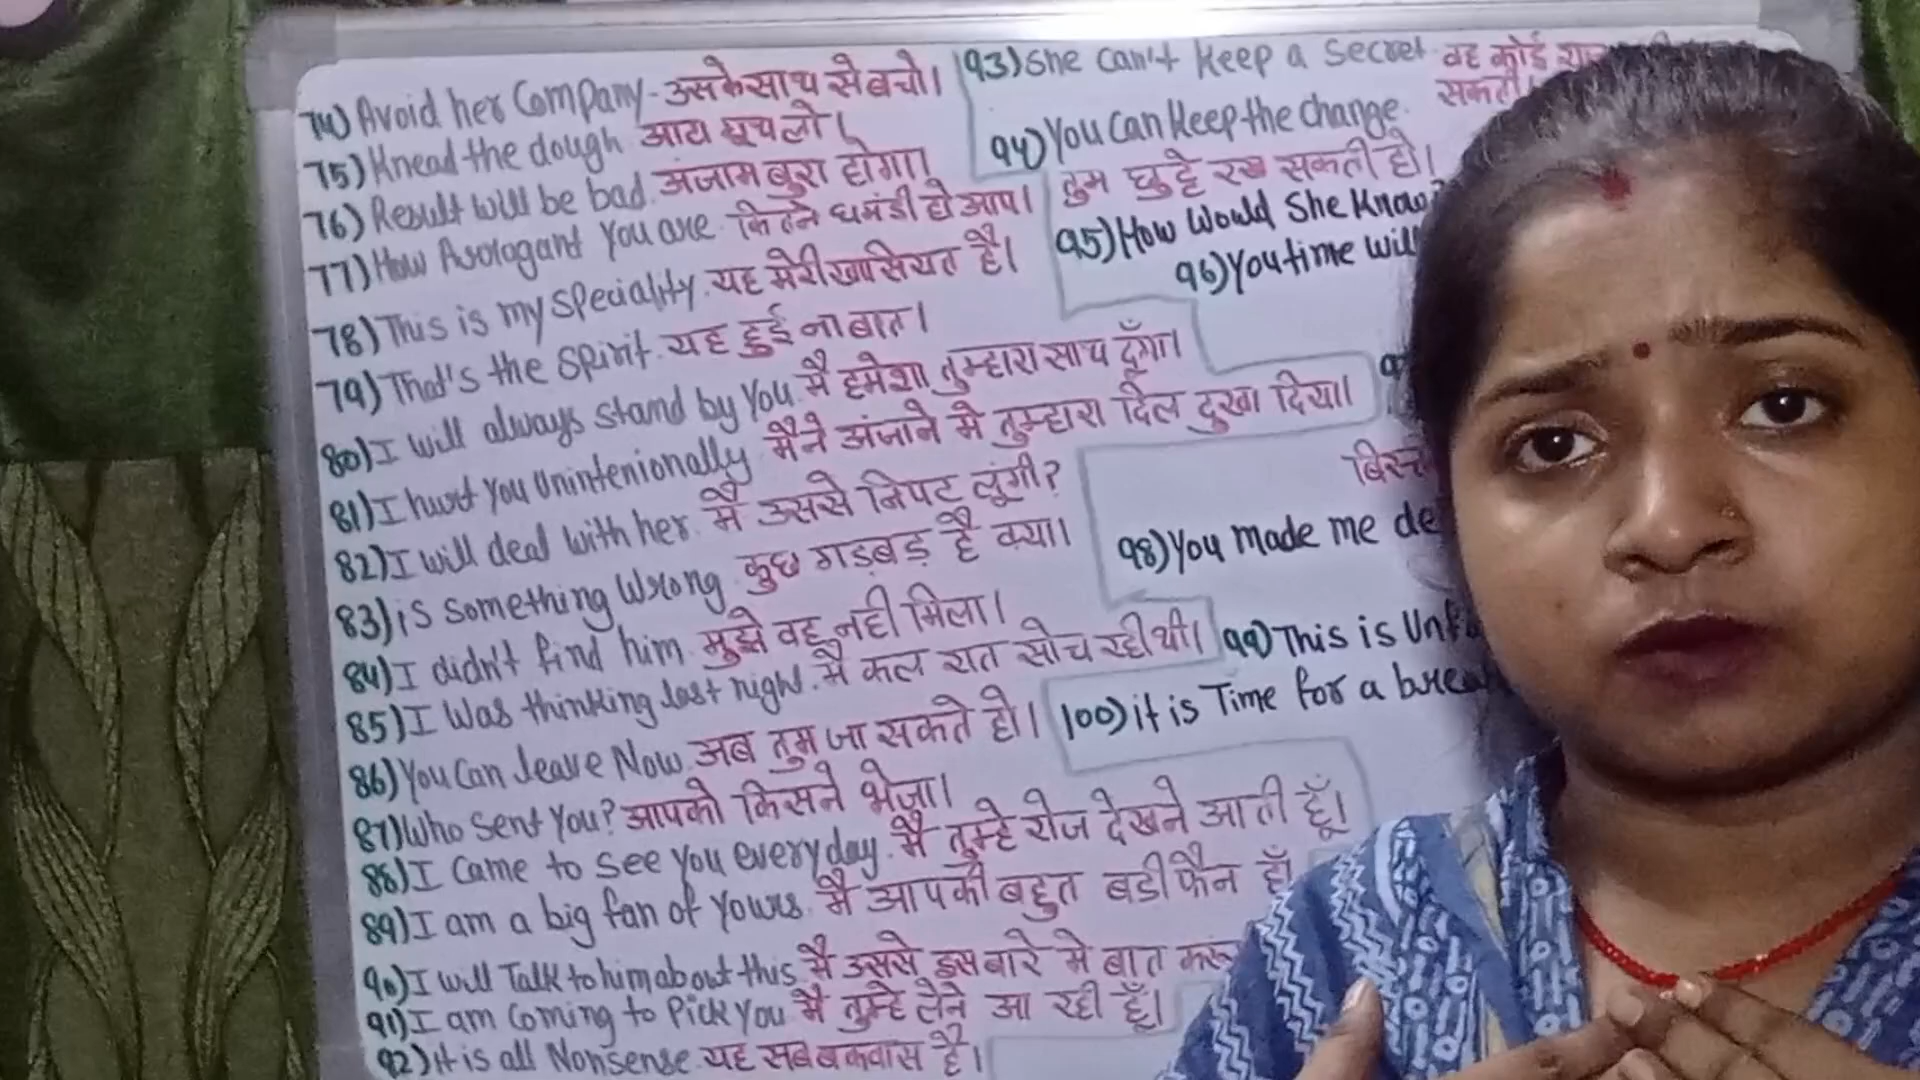 74) Avoid her Company - उसके साथ से बचो।
75) Knead the dough आटा गूथ लो।
76) Result will be bad. अंजाम बुरा होगा।
77) How Arrogant You are. कितने घमंडी हो आप।
78) This is my speciality. यह मेरी खासियत है।
79) That's the spirit. यह हुई ना बात।
80) I will always stand by You. मै हमेशा तुम्हारा साथ दूँगा।
81) I hurt you Unintenionally मैने अंजाने मे तुम्हारा दिल दुखा दिया।
82) I will deal with her. मै उससे निपट लूंगी?
83) is something Wrong. कुछ गड़बड़ है क्या।
84) I didn't find him. मुझे वह नही मिला।
85) I Was thinking last night. मै कल रात सोच रही थी।
86) You Can leave Now. अब तुम जा सकते हो।
87) Who Sent You? आपको किसने भेजा।
88) I Came to see you everyday. मै तुम्हे रोज देखने आती हूँ।
89) I am a big fan of Yours. मै आपकी बहुत बडी फैन हूँ
90) I will Talk to him about this. मै उससे इस बारे मे बात
91) I am Coming to Pick You मै तुम्हे लेने आ रही हूँ।
92) it is all Nonsense. यह सब बकवास है।
93) She can't keep a Secret. वह कोई
सकती।
94) You Can Keep the change.
तुम छुट्टे रख सकती हो।
95) How Would She Know?
96) You time will
98) You made me
99) This is
100) it is Time for a